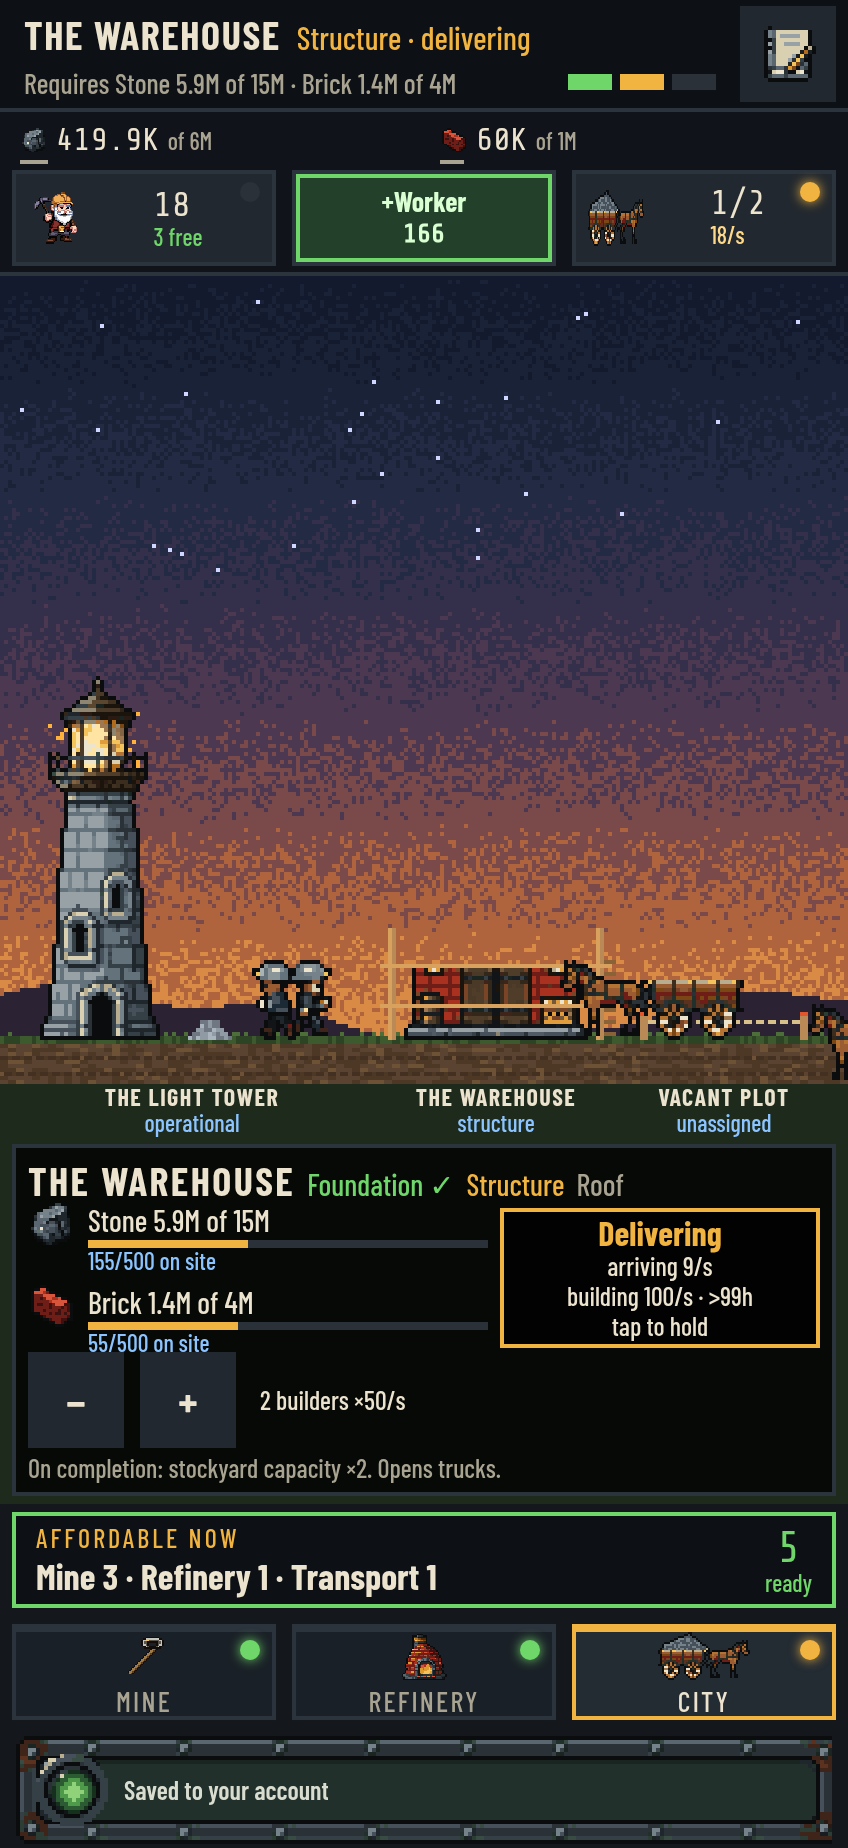 THE WAREHOUSE Structure · delivering
Requires Stone 5.9M of 15M · Brick 1.4M of 4M
419.9K of 6M
60K of 1M
18
3 free
+Worker
166
1/2
18/s
THE LIGHT TOWER
operational
THE WAREHOUSE
structure
VACANT PLOT
unassigned
THE WAREHOUSE Foundation ✓ Structure Roof
Stone 5.9M of 15M
155/500 on site
Brick 1.4M of 4M
55/500 on site
Delivering
arriving 9/s
building 100/s · >99h
tap to hold
− +
2 builders ×50/s
On completion: stockyard capacity ×2. Opens trucks.
AFFORDABLE NOW
Mine 3 · Refinery 1 · Transport 1
5
ready
MINE
REFINERY
CITY
Saved to your account